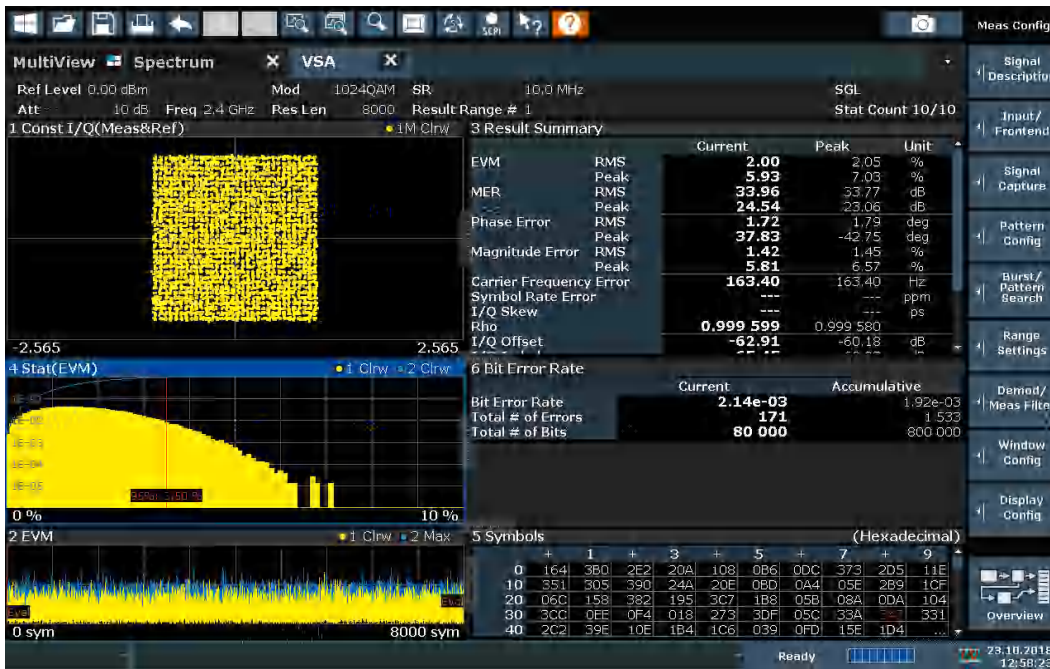 SCPI
Meas Config
MultiView Spectrum X VSA X
Ref Level 0.00 dBm Mod 1024QAM SR 10.0 MHz SGL
Att 10 dB Freq 2.4 GHz Res Len 8000 Result Range # 1 Stat Count 10/10
1 Const I/Q(Meas&Ref) 1M Clrw
-2.565 2.565
3 Result Summary
Current Peak Unit
EVM RMS 2.00 2.05 %
Peak 5.93 7.03 %
MER RMS 33.96 33.77 dB
Peak 24.54 23.06 dB
Phase Error RMS 1.72 1.79 deg
Peak 37.83 -42.75 deg
Magnitude Error RMS 1.42 1.45 %
Peak 5.81 6.57 %
Carrier Frequency Error 163.40 163.40 Hz
Symbol Rate Error --- --- ppm
I/Q Skew --- --- ps
Rho 0.999 599 0.999 580
I/Q Offset -62.91 -60.18 dB
4 Stat(EVM) 1 Clrw 2 Clrw
1E-03
1E-04
1E-05
0 % 10 %
6 Bit Error Rate
Current Accumulative
Bit Error Rate 2.14e-03 1.92e-03
Total # of Errors 171 1 533
Total # of Bits 80 000 800 000
2 EVM 1 Clrw 2 Max
Eval
0 sym 8000 sym
5 Symbols (Hexadecimal)
+ 1 + 3 + 5 + 7 + 9
0 164 3B0 2E2 20A 108 0B6 0DC 373 2D5 11E
10 351 305 390 24A 20E 0BD 0A4 05E 2B9 1CF
20 06C 158 382 195 3C7 1B8 05B 08A 0DA 104
30 3CC 0EE 0F4 018 273 3DF 05C 33A 331
40 2C2 39E 10E 1B4 1C6 039 0FD 15E 1D4 ...
Signal
Descriptio
Input/
Frontend
Signal
Capture
Pattern
Config
Burst/
Pattern
Search
Range
Settings
Demod/
Meas Filte
Window
Config
Display
Config
Overview
Ready
23.10.2018
12:58:2